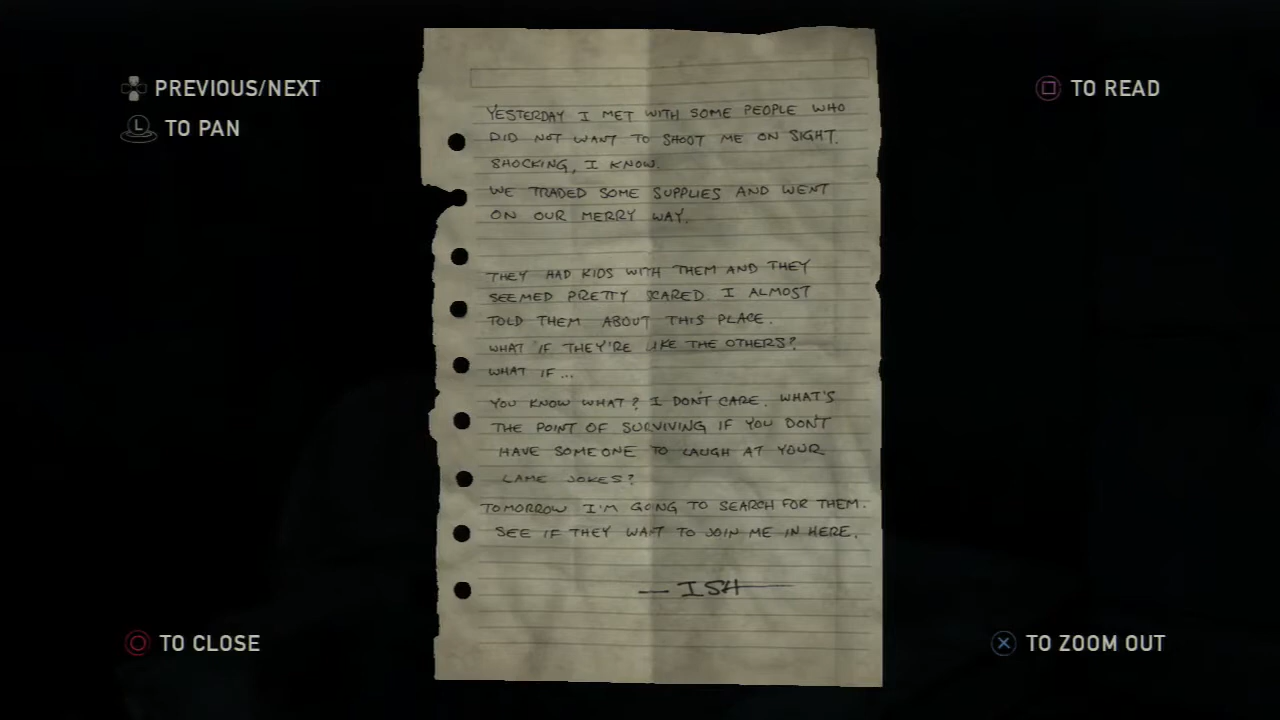 PREVIOUS/NEXT
TO PAN
TO READ
YESTERDAY I MET WITH SOME PEOPLE WHO
DID NOT WANT TO SHOOT ME ON SIGHT.
SHOCKING, I KNOW.
WE TRADED SOME SUPPLIES AND WENT
ON OUR MERRY WAY.
THEY HAD KIDS WITH THEM AND THEY
SEEMED PRETTY SCARED. I ALMOST
TOLD THEM ABOUT THIS PLACE.
WHAT IF THEY'RE LIKE THE OTHERS?
WHAT IF...
YOU KNOW WHAT? I DON'T CARE. WHAT'S
THE POINT OF SURVIVING IF YOU DON'T
HAVE SOMEONE TO LAUGH AT YOUR
LAME JOKES?
TOMORROW I'M GOING TO SEARCH FOR THEM.
SEE IF THEY WANT TO JOIN ME IN HERE.
— ISH
TO CLOSE
TO ZOOM OUT